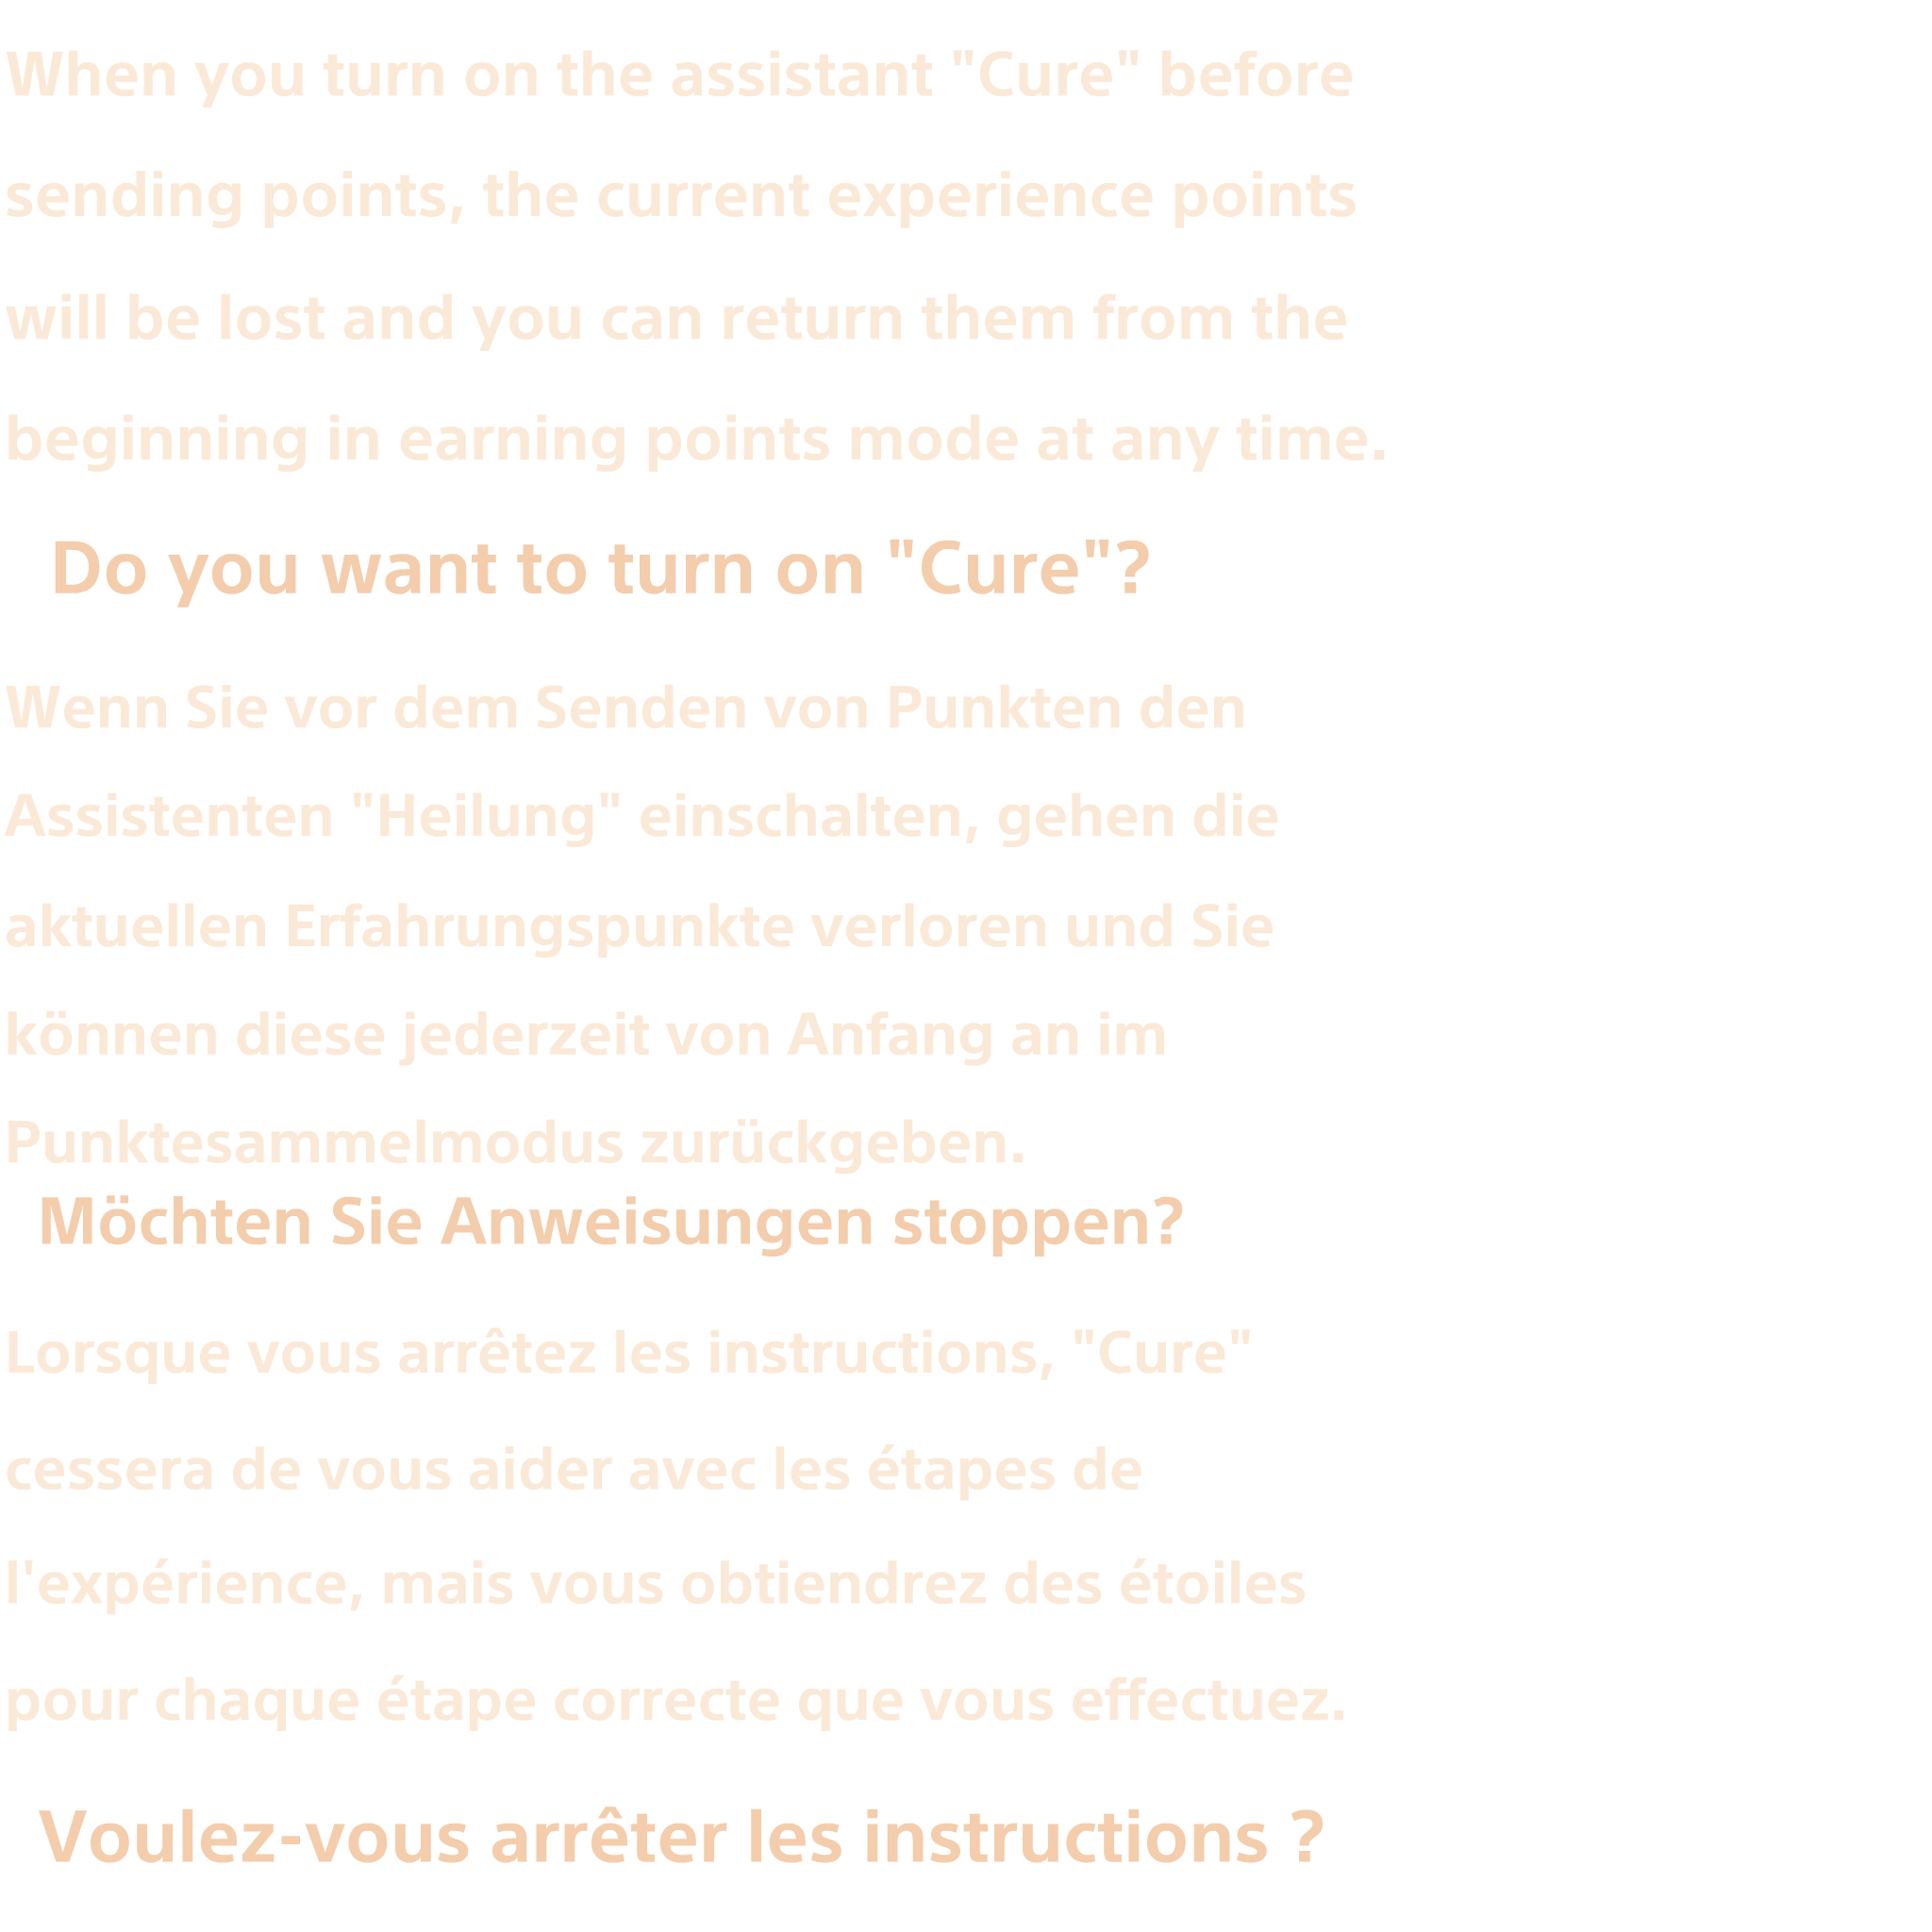 When you turn on the assistant "Cure" before
sending points, the current experience points
will be lost and you can return them from the
beginning in earning points mode at any time.
Do you want to turn on "Cure"?
Wenn Sie vor dem Senden von Punkten den
Assistenten "Heilung" einschalten, gehen die
aktuellen Erfahrungspunkte verloren und Sie
können diese jederzeit von Anfang an im
Punktesammelmodus zurückgeben.
Möchten Sie Anweisungen stoppen?
Lorsque vous arrêtez les instructions, "Cure"
cessera de vous aider avec les étapes de
l'expérience, mais vous obtiendrez des étoiles
pour chaque étape correcte que vous effectuez.
Voulez-vous arrêter les instructions ?